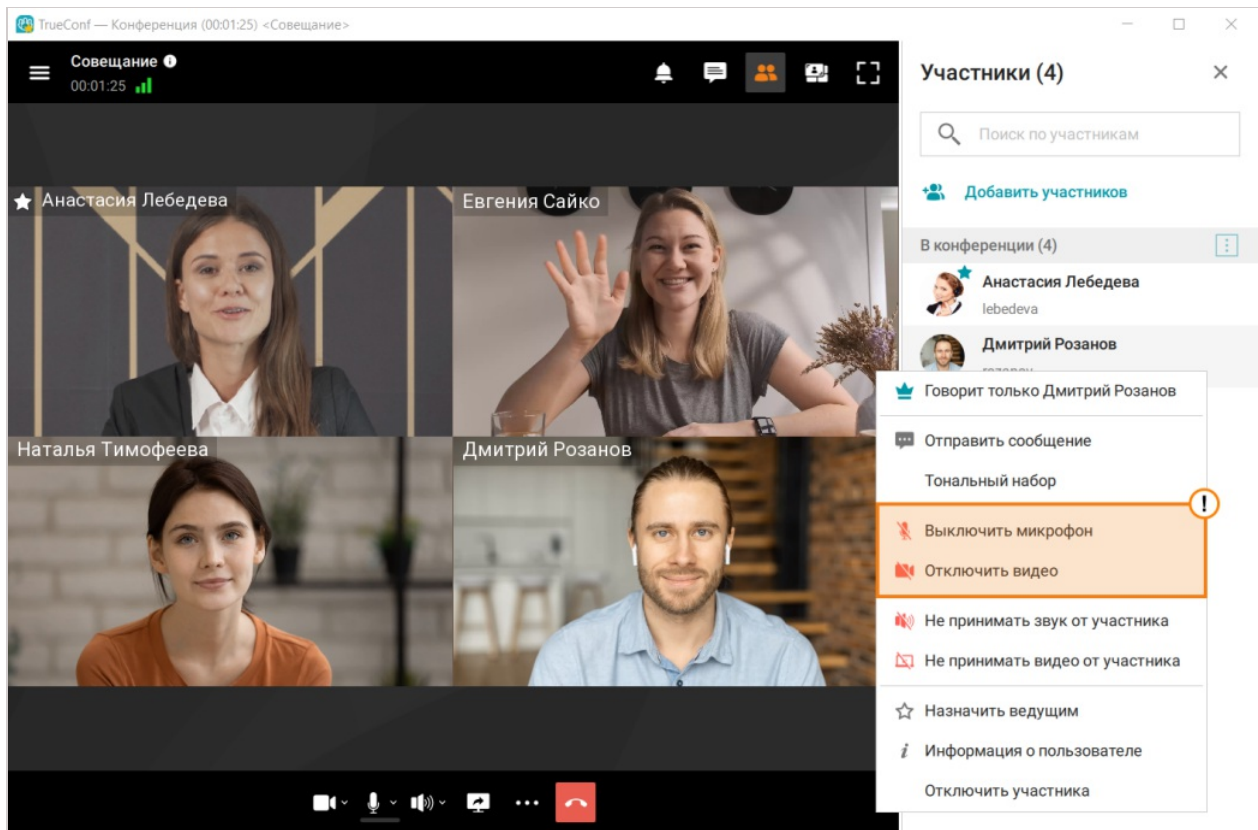 TrueConf — Конференция (00:01:25) <Совещание>
Совещание
00:01:25
Анастасия Лебедева
Евгения Сайко
Наталья Тимофеева
Дмитрий Розанов
Участники (4)
Поиск по участникам
Добавить участников
В конференции (4)
Анастасия Лебедева
lebedeva
Дмитрий Розанов
Говорит только Дмитрий Розанов
Отправить сообщение
Тональный набор
!
Выключить микрофон
Отключить видео
Не принимать звук от участника
Не принимать видео от участника
Назначить ведущим
Информация о пользователе
Отключить участника